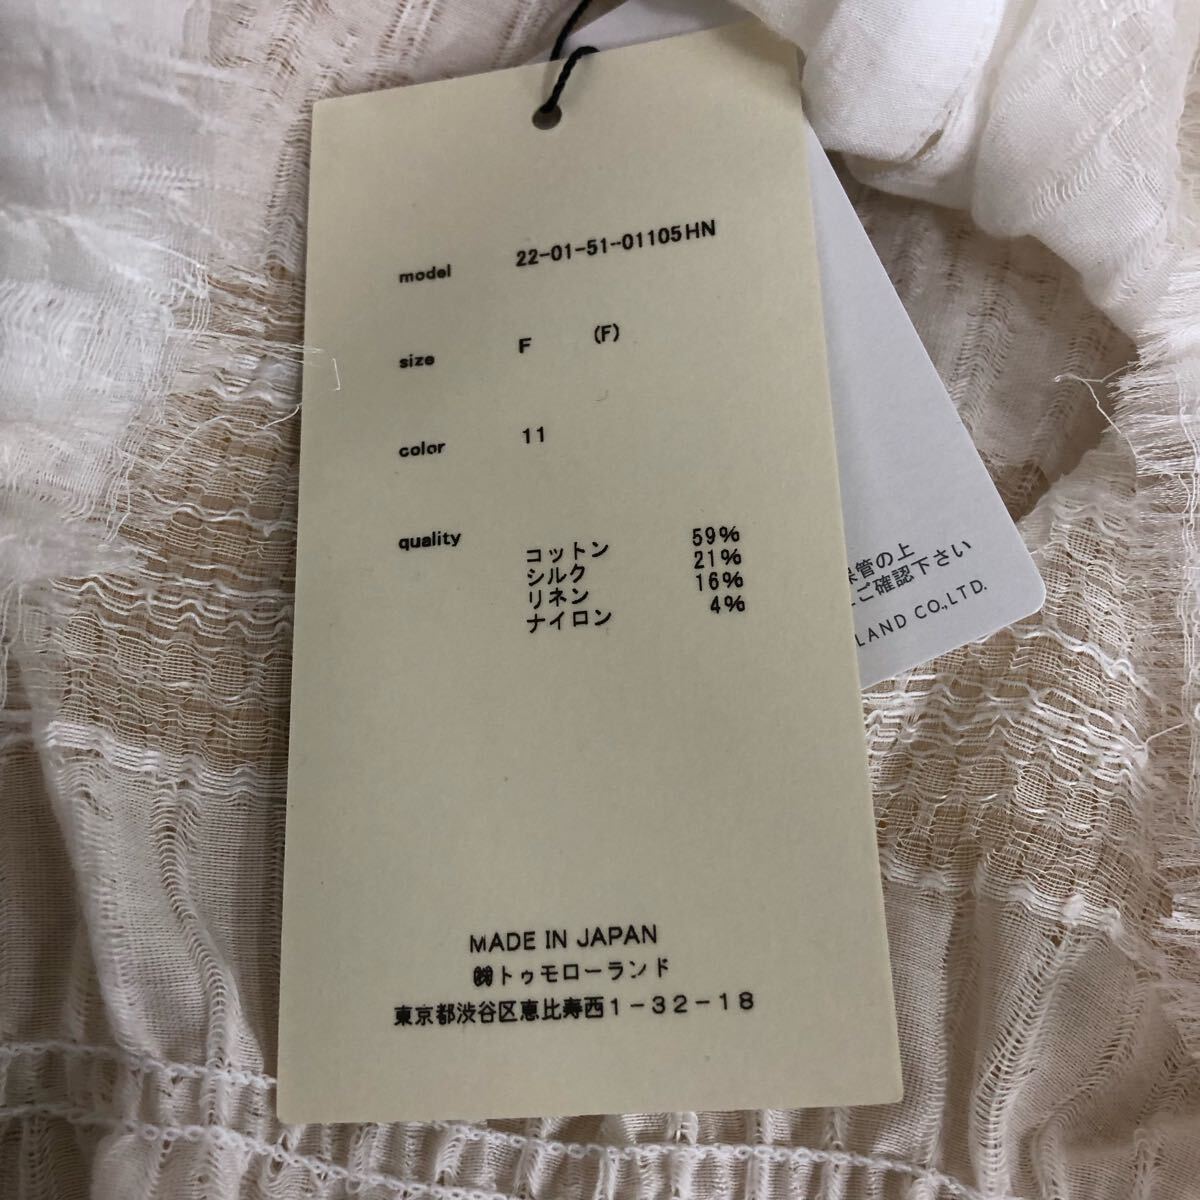 model 22-01-51-01105HN
size F (F)
color 11
quality
コットン 59%
シルク 21%
リネン 16%
ナイロン 4%
MADE IN JAPAN
㈱トゥモローランド
東京都渋谷区恵比寿西1-32-18
管の上
ご確認下さい
LAND CO.,LTD.